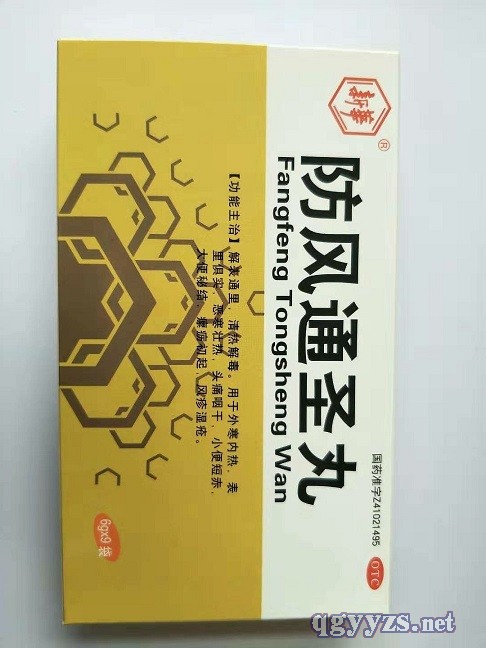 新华
®
防风通圣丸
Fangfeng Tongsheng Wan
国药准字Z41021495
OTC
【功能主治】解表通里,清热解毒。用于外寒内热,表
里俱实,恶寒壮热,头痛咽干,小便短赤,
大便秘结,瘰疬初起,风疹湿疮。
6g×9袋
qgyyzs.net